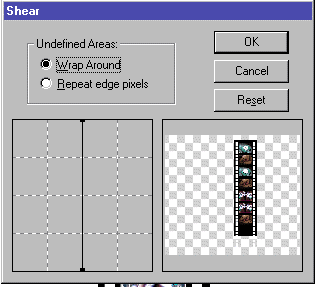 Shear
Undefined Areas:
Wrap Around
Repeat edge pixels
OK
Cancel
Reset